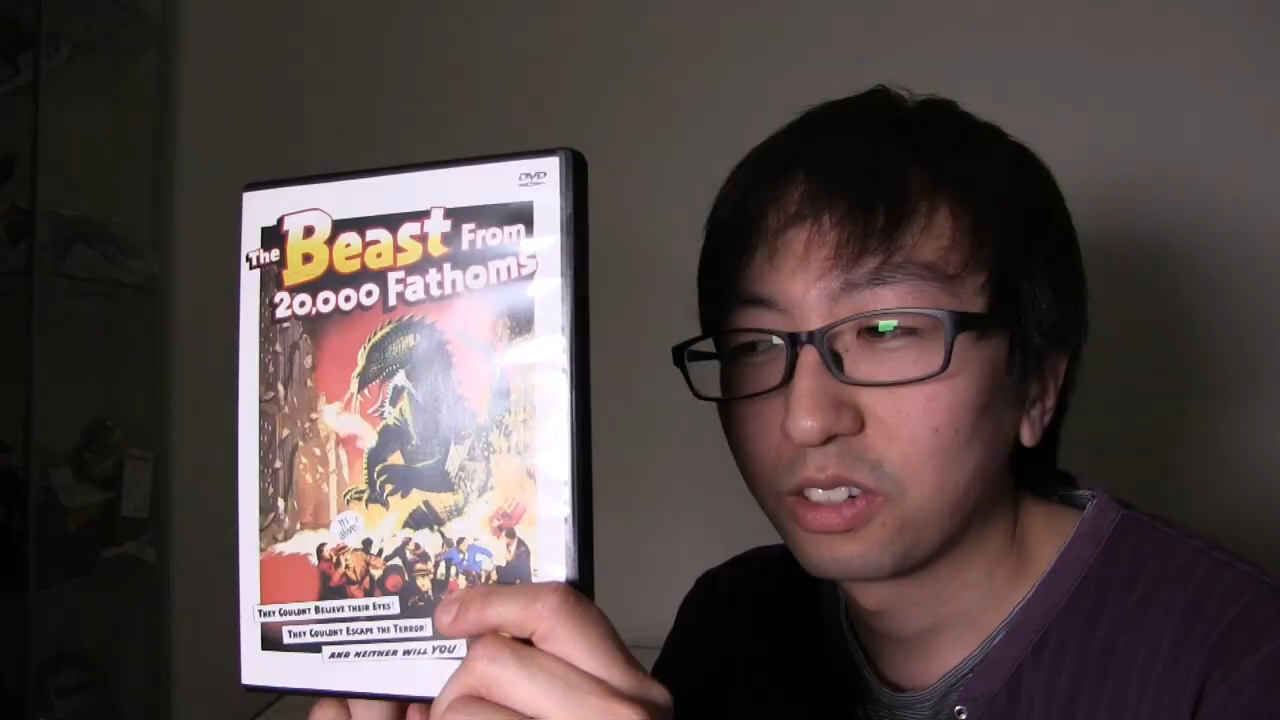 DVD
The Beast From
20,000 Fathoms
It's
alive!
They Couldn't Believe their Eyes!
They Couldn't Escape the Terror!
AND NEITHER WILL YOU!